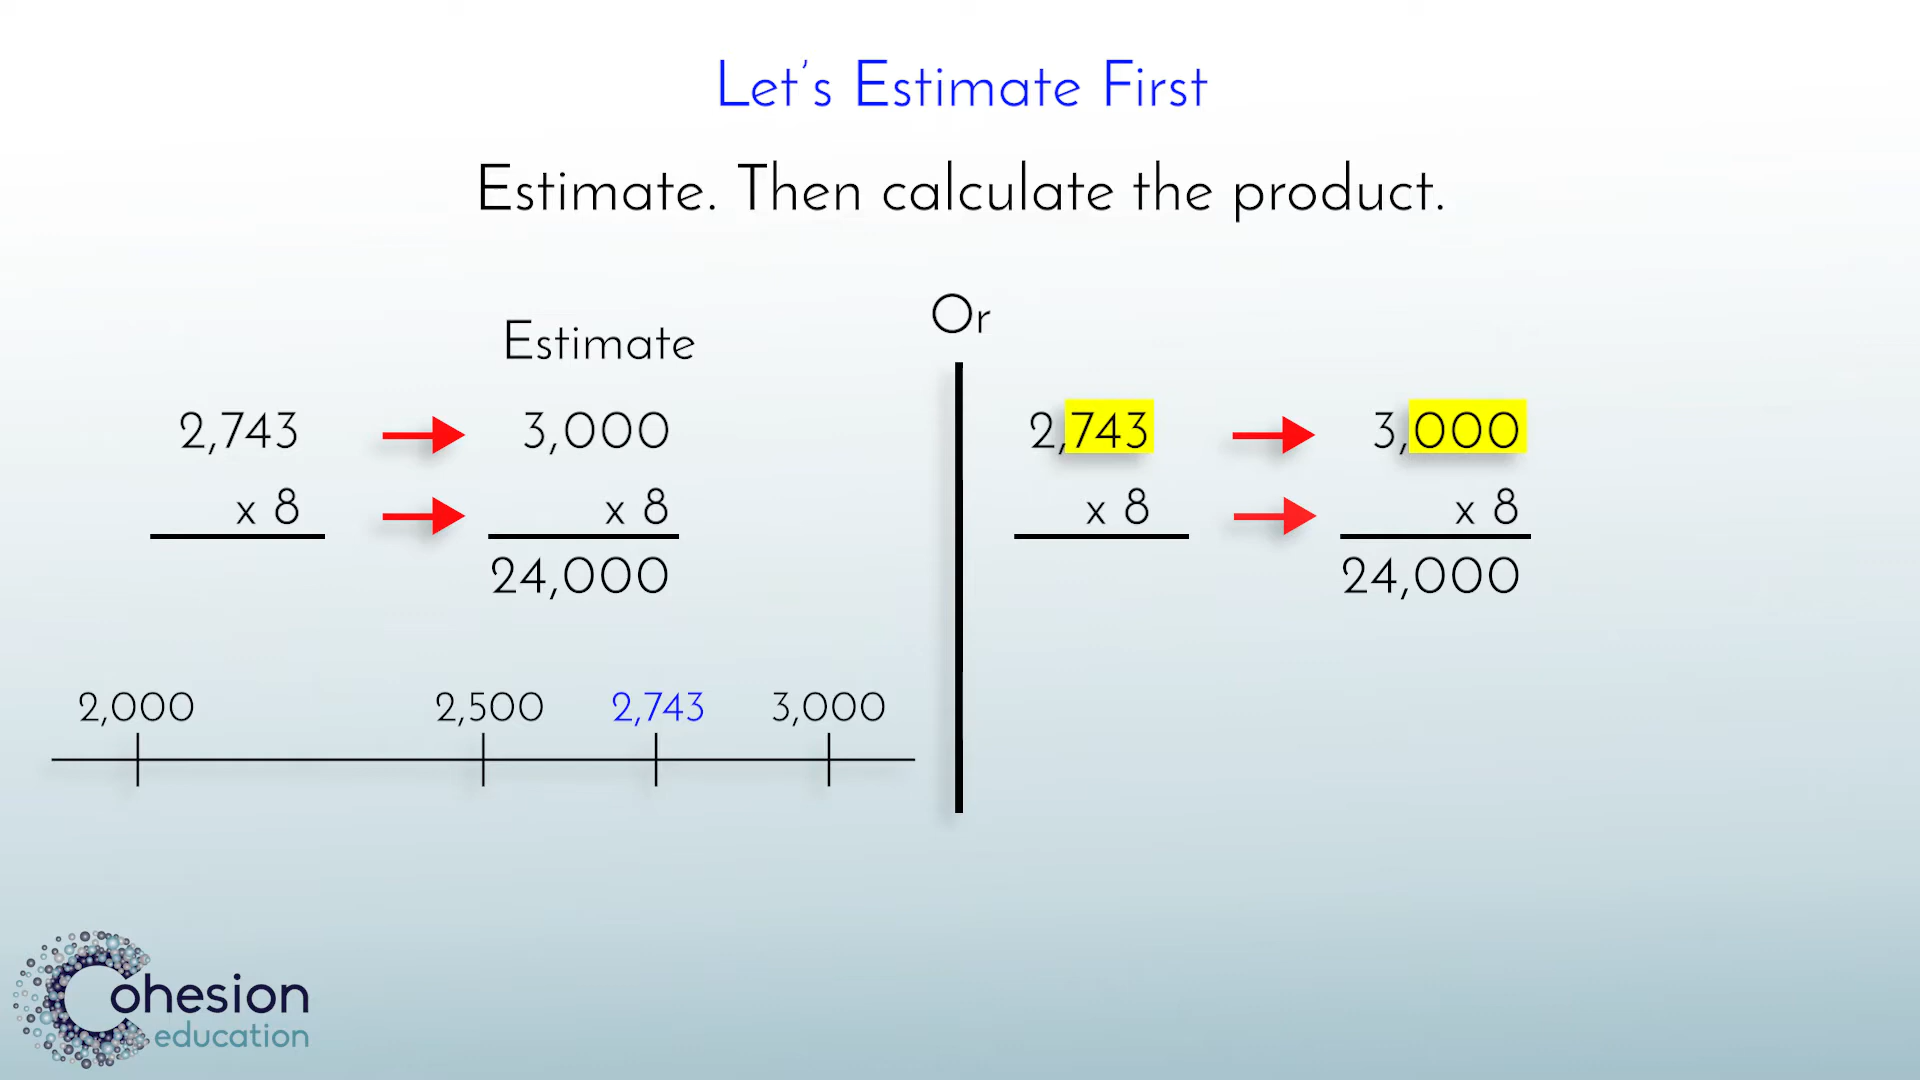 Let's Estimate First
Estimate. Then calculate the product.
Estimate
2,743 3,000
x 8 x 8
24,000
2,000 2,500 2,743 3,000
Or
2,743 3,000
x 8 x 8
24,000
Cohesion
education